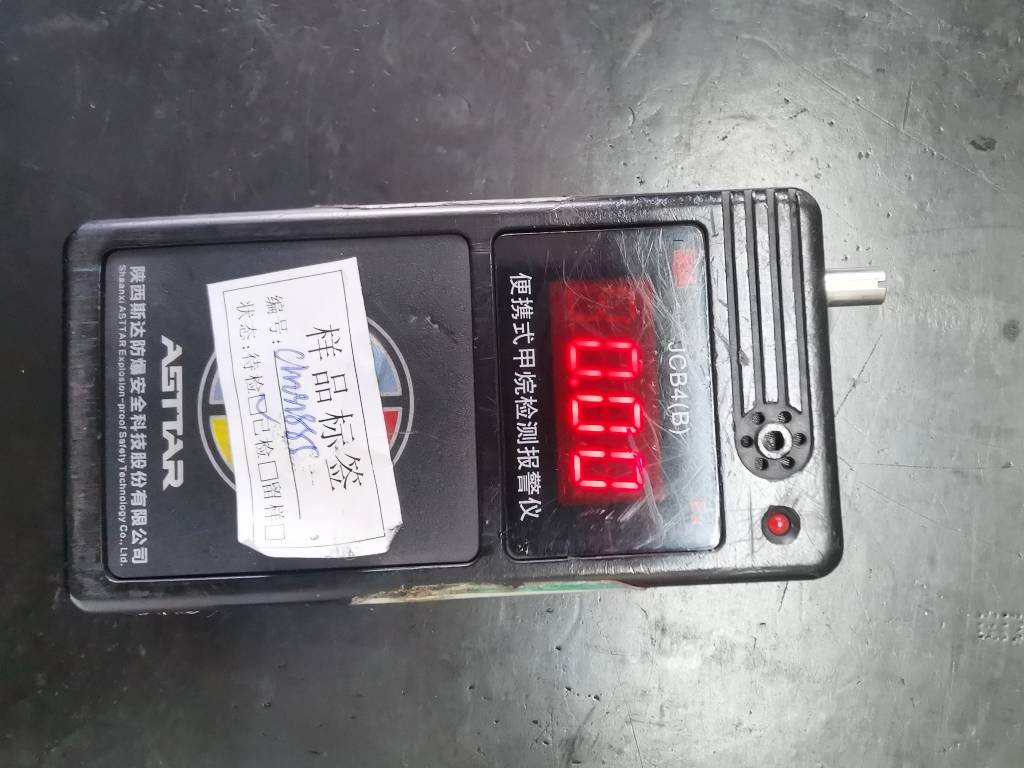 JCB4(B)
0.00
便携式甲烷检测报警仪
样品标签
编号:
状态:待检☑已检□留样□
ASTTAR
陕西斯达防爆安全科技股份有限公司
Shaanxi ASTTAR Explosion-proof Safety Technology Co., Ltd.